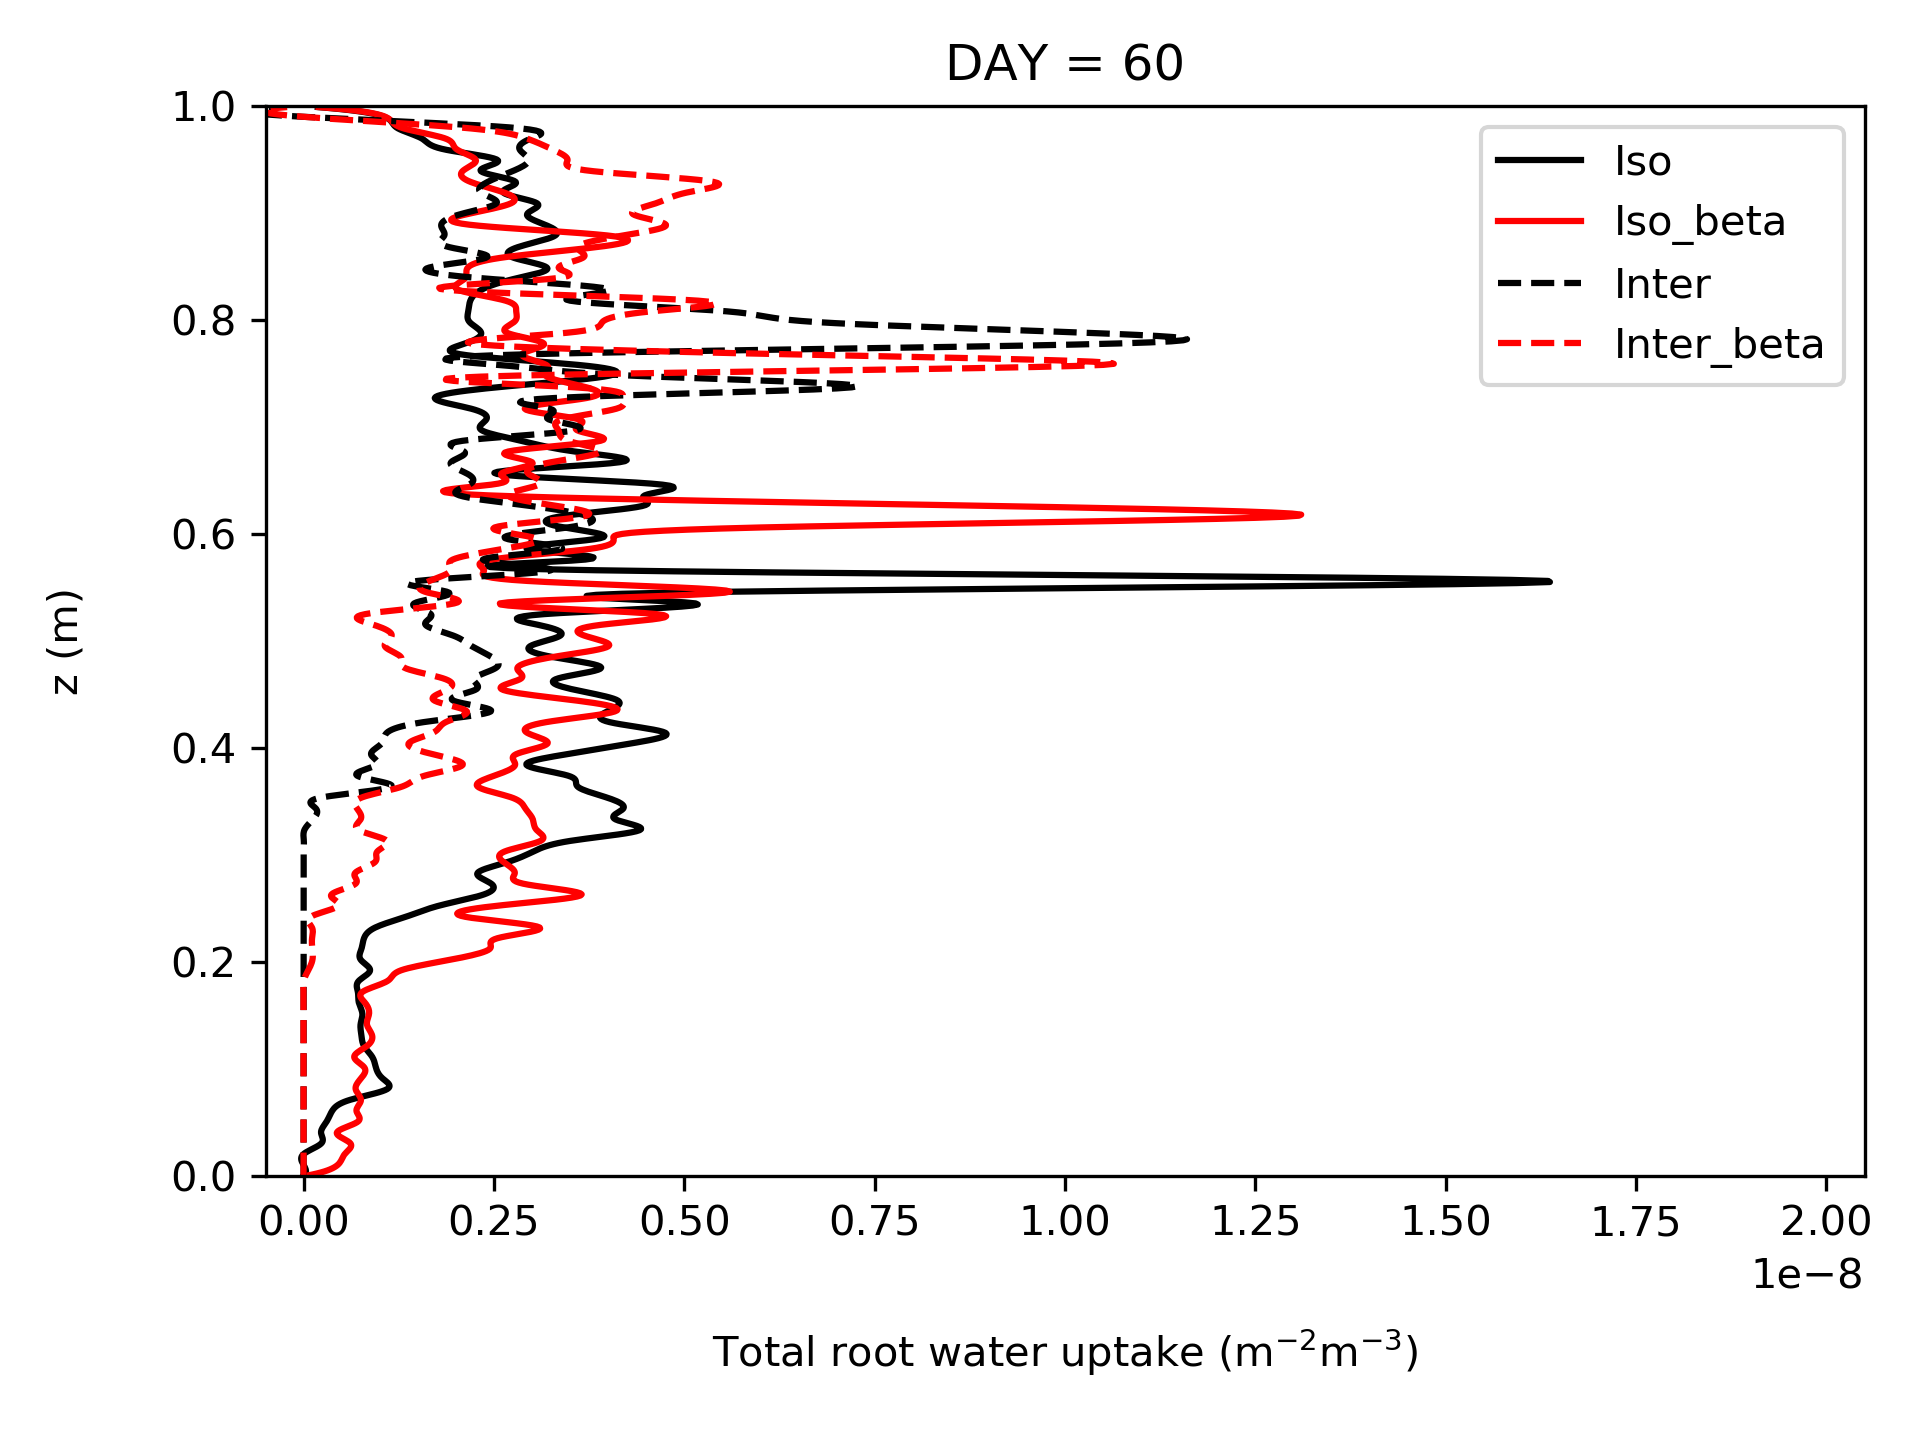 DAY = 60
1.0
0.8
0.6
0.4
0.2
0.0
z (m)
Iso
Iso_beta
Inter
Inter_beta
0.00 0.25 0.50 0.75 1.00 1.25 1.50 1.75 2.00
1e−8
Total root water uptake (m⁻²m⁻³)